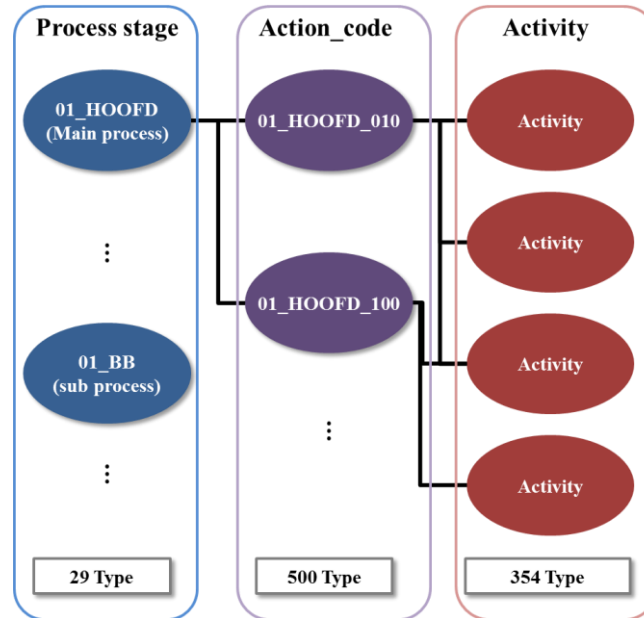 Process stage
01_HOOFD
(Main process)
⋮
01_BB
(sub process)
⋮
29 Type
Action_code
01_HOOFD_010
01_HOOFD_100
⋮
500 Type
Activity
Activity
Activity
Activity
Activity
354 Type